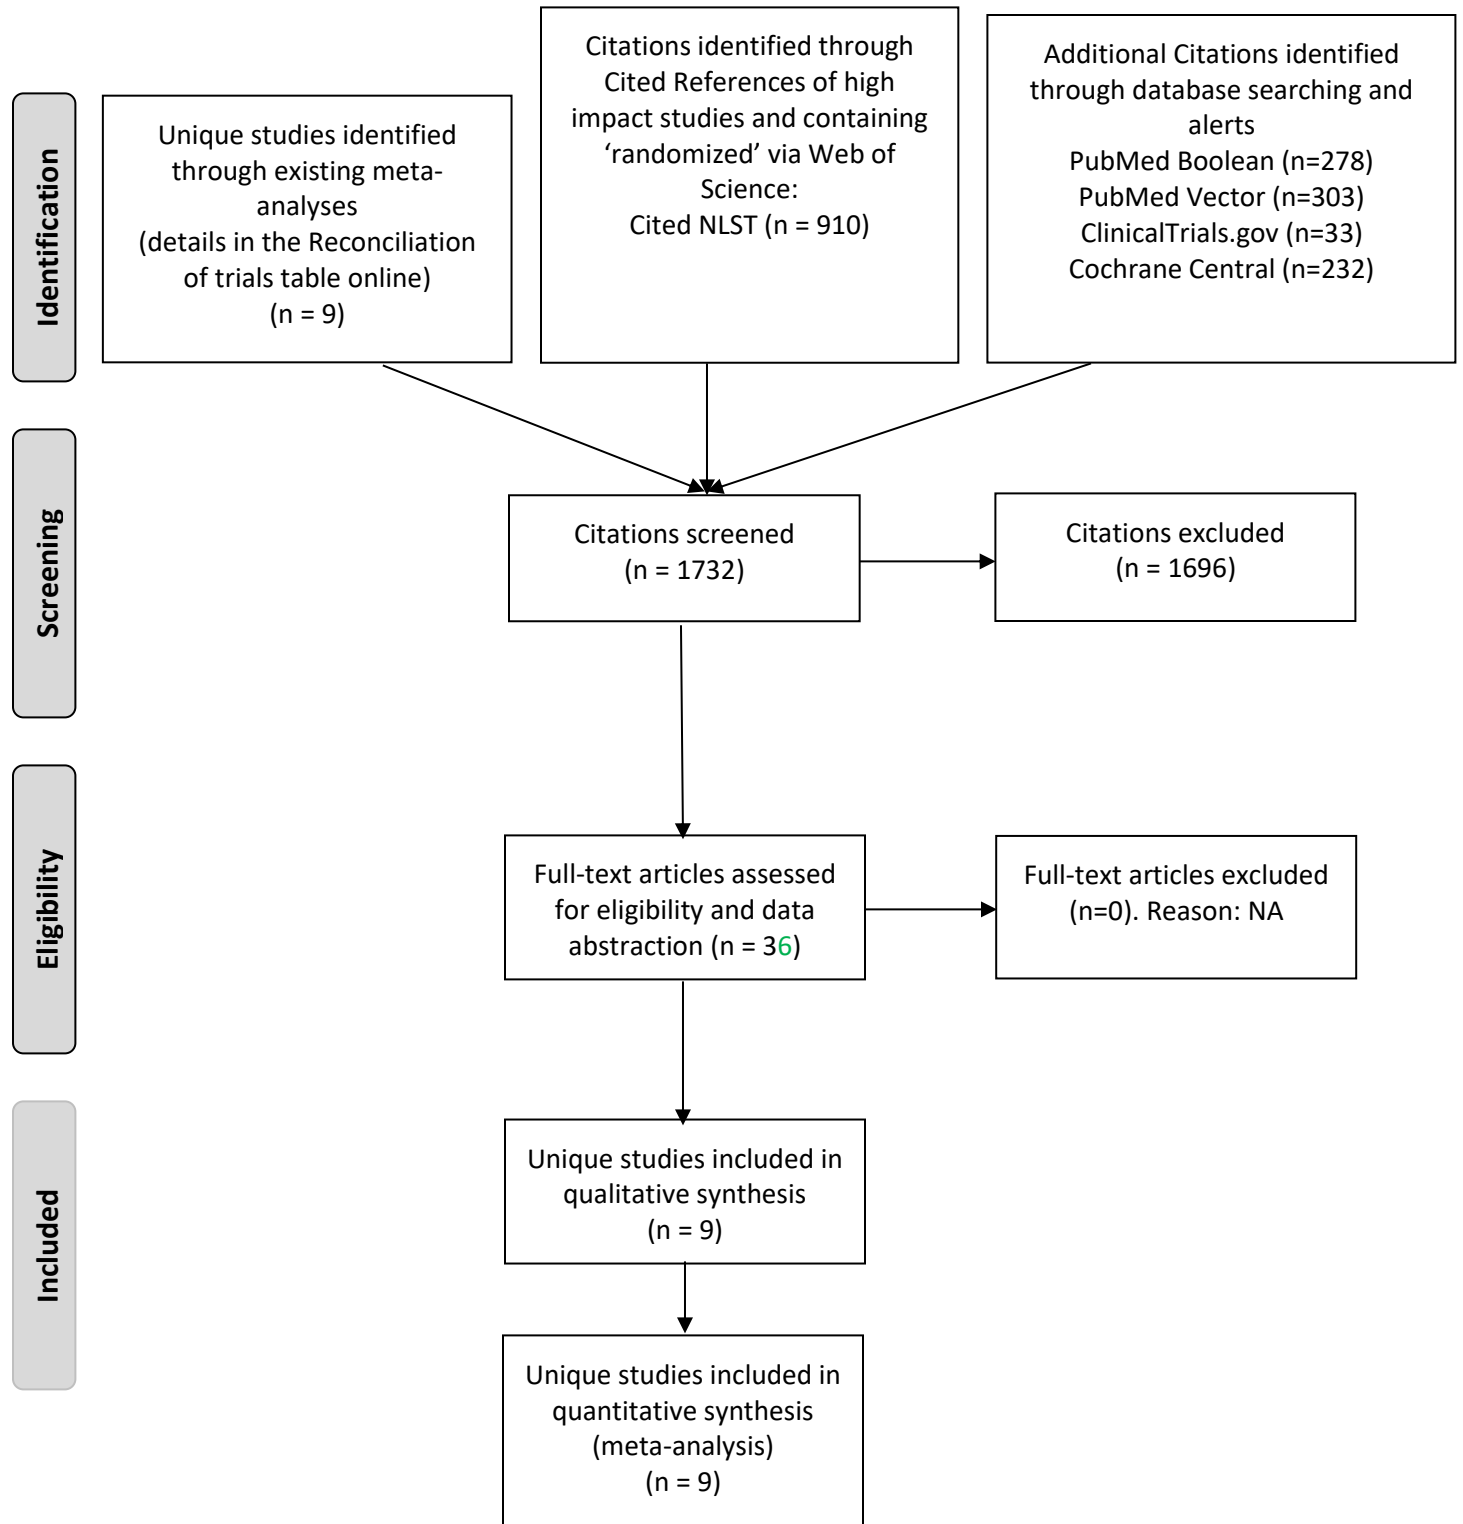 Identification
Unique studies identified
through existing meta-
analyses
(details in the Reconciliation
of trials table online)
(n = 9)
Citations identified through
Cited References of high
impact studies and containing
‘randomized’ via Web of
Science:
Cited NLST (n = 910)
Additional Citations identified
through database searching and
alerts
PubMed Boolean (n=278)
PubMed Vector (n=303)
ClinicalTrials.gov (n=33)
Cochrane Central (n=232)
Screening
Citations screened
(n = 1732)
Citations excluded
(n = 1696)
Eligibility
Full-text articles assessed
for eligibility and data
abstraction (n = 36)
Full-text articles excluded
(n=0). Reason: NA
Included
Unique studies included in
qualitative synthesis
(n = 9)
Unique studies included in
quantitative synthesis
(meta-analysis)
(n = 9)